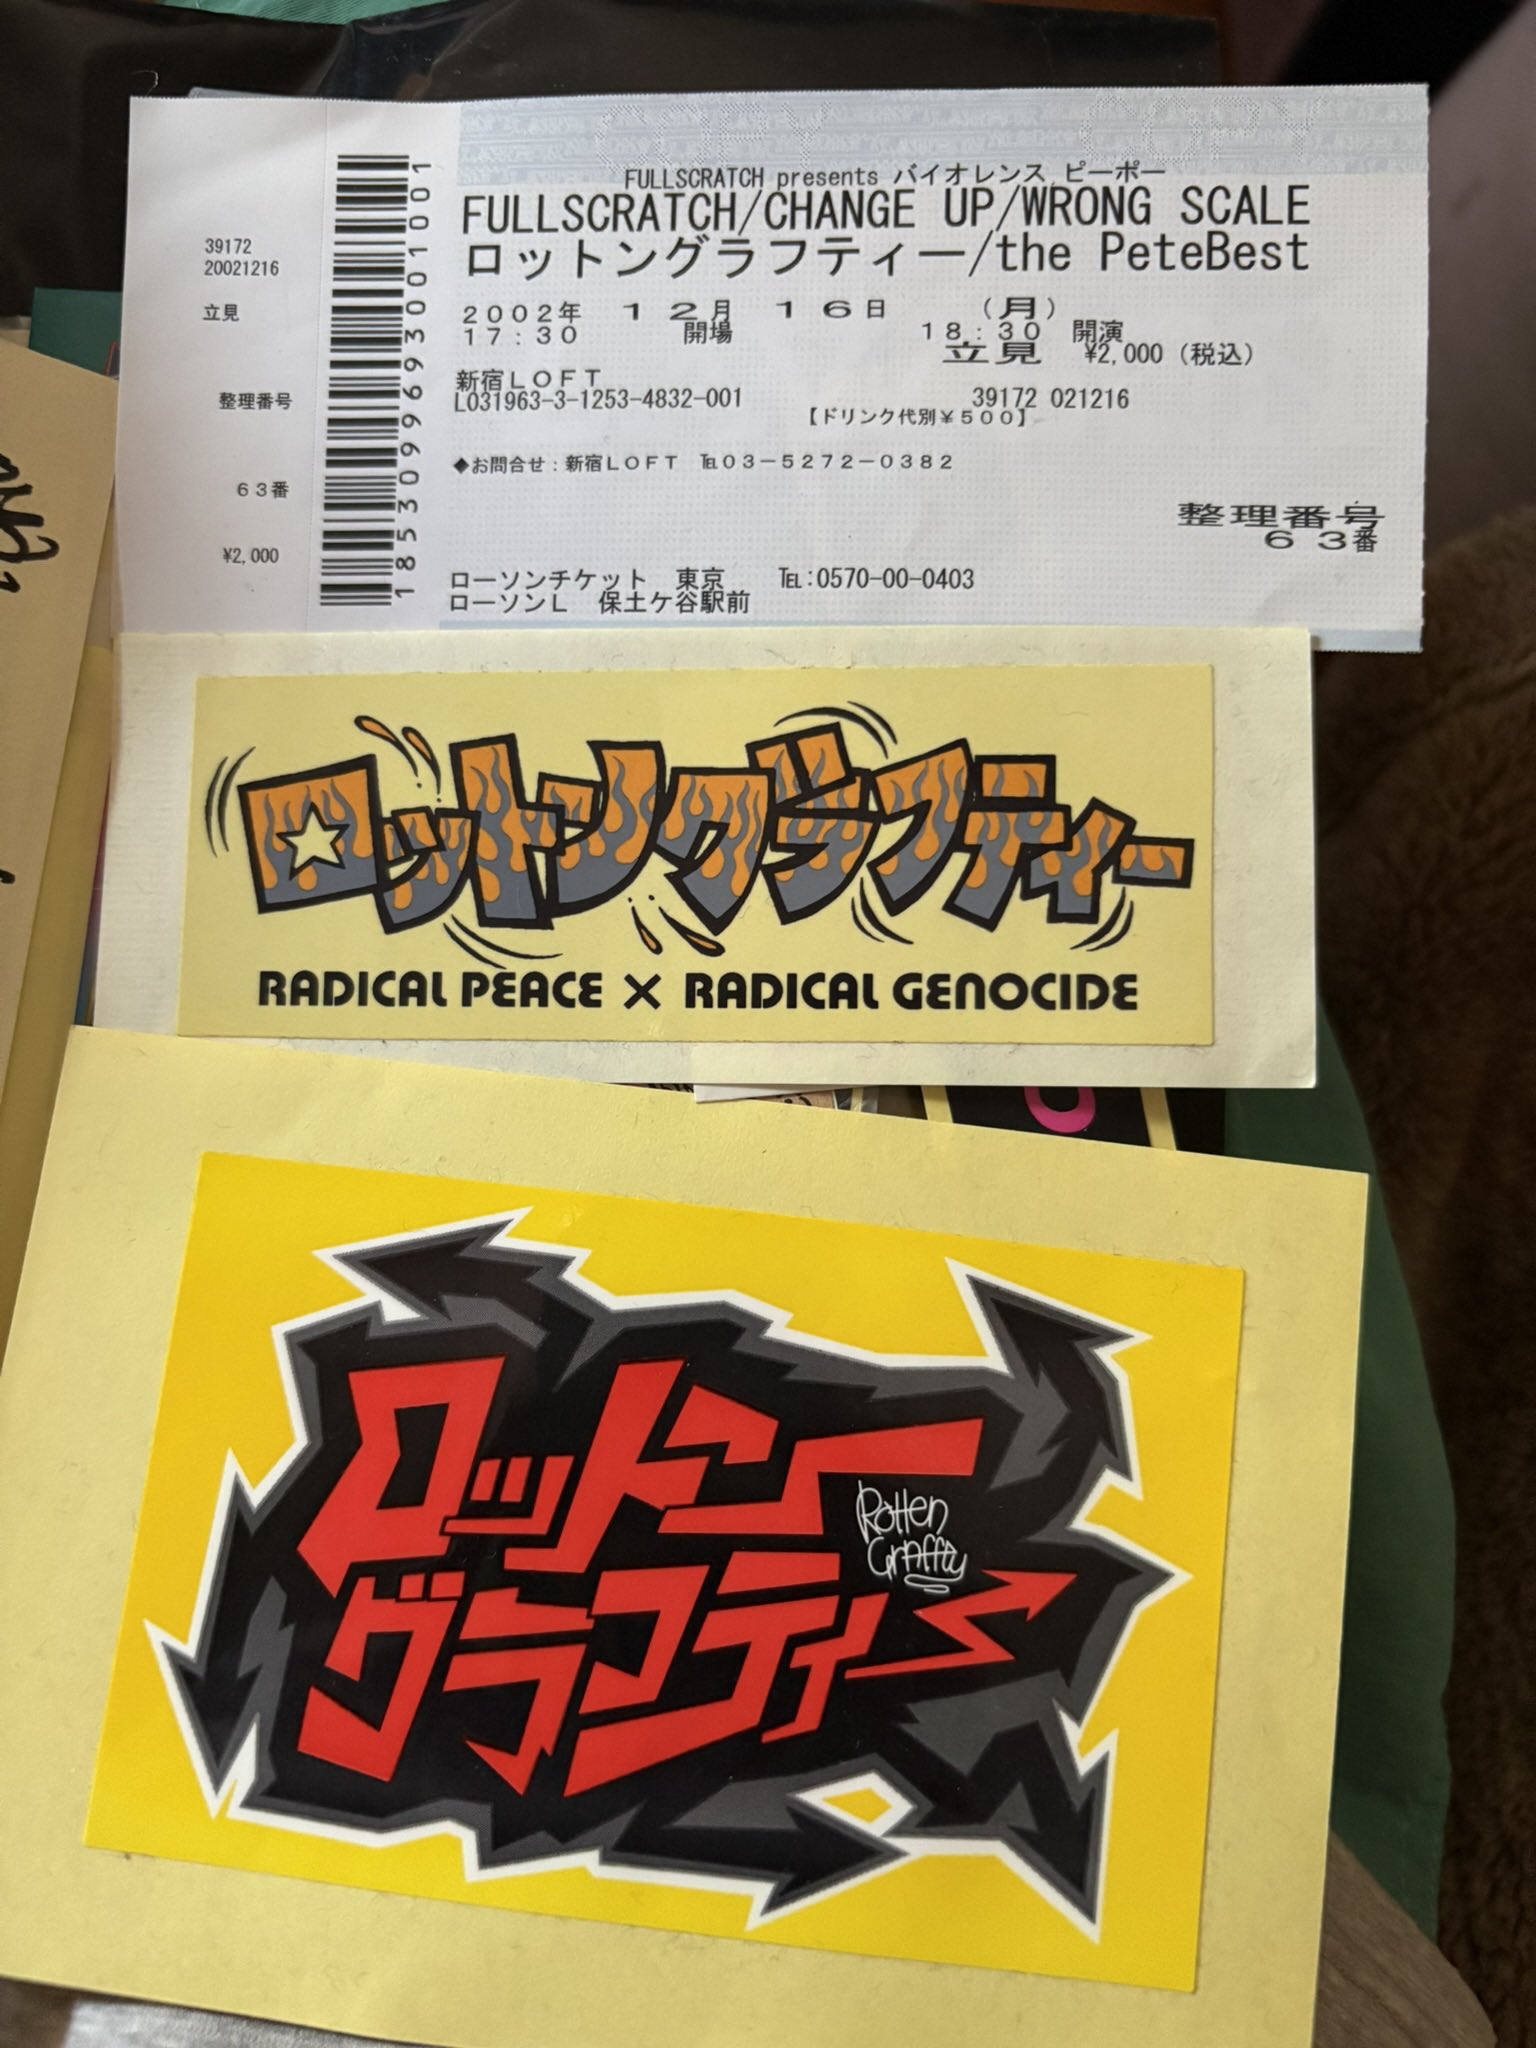 COPY COPY
FULLSCRATCH presents バイオレンス ピーポー
FULLSCRATCH/CHANGE UP/WRONG SCALE
ロットングラフティー/the PeteBest
2002年 12月 16日 (月)
17:30 開場 18:30 開演
立見 ¥2,000 (税込)
新宿LOFT
L031963-3-1253-4832-001 39172 021216
【ドリンク代別¥500】
◆お問合せ:新宿LOFT ℡03-5272-0382
整理番号
63番
ローソンチケット 東京 ℡:0570-00-0403
ローソンL 保土ケ谷駅前
39172
20021216
立見
整理番号
63番
¥2,000
1853099693001001
ロットングラフティー
RADICAL PEACE × RADICAL GENOCIDE
ロットン
グラフティー
Rotten
Graffty